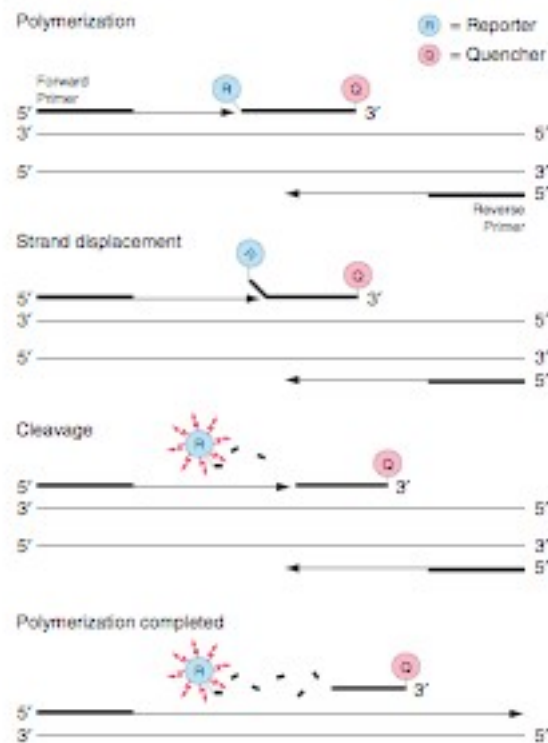 Polymerization
R = Reporter
Q = Quencher
Forward
Primer
R Q
5′ 3′
3′ 5′
5′ 3′
5′
Reverse
Primer
Strand displacement
R Q
5′ 3′
3′ 5′
5′ 3′
5′
Cleavage
R Q
5′ 3′
3′ 5′
5′ 3′
5′
Polymerization completed
R Q
3′
5′
3′ 5′